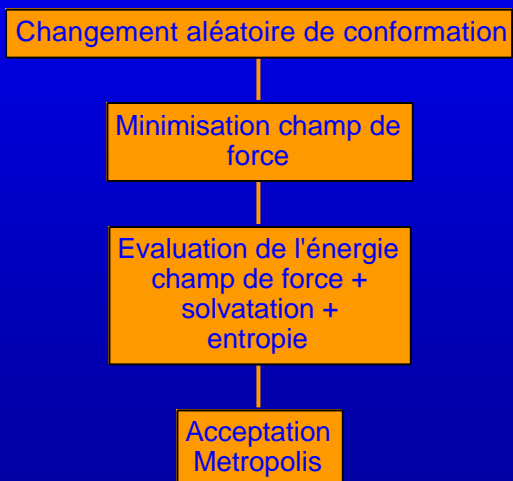 Changement aléatoire de conformation
Minimisation champ de
force
Evaluation de l'énergie
champ de force +
solvatation +
entropie
Acceptation
Metropolis